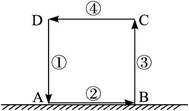 D ④ C
① ③
A ② B